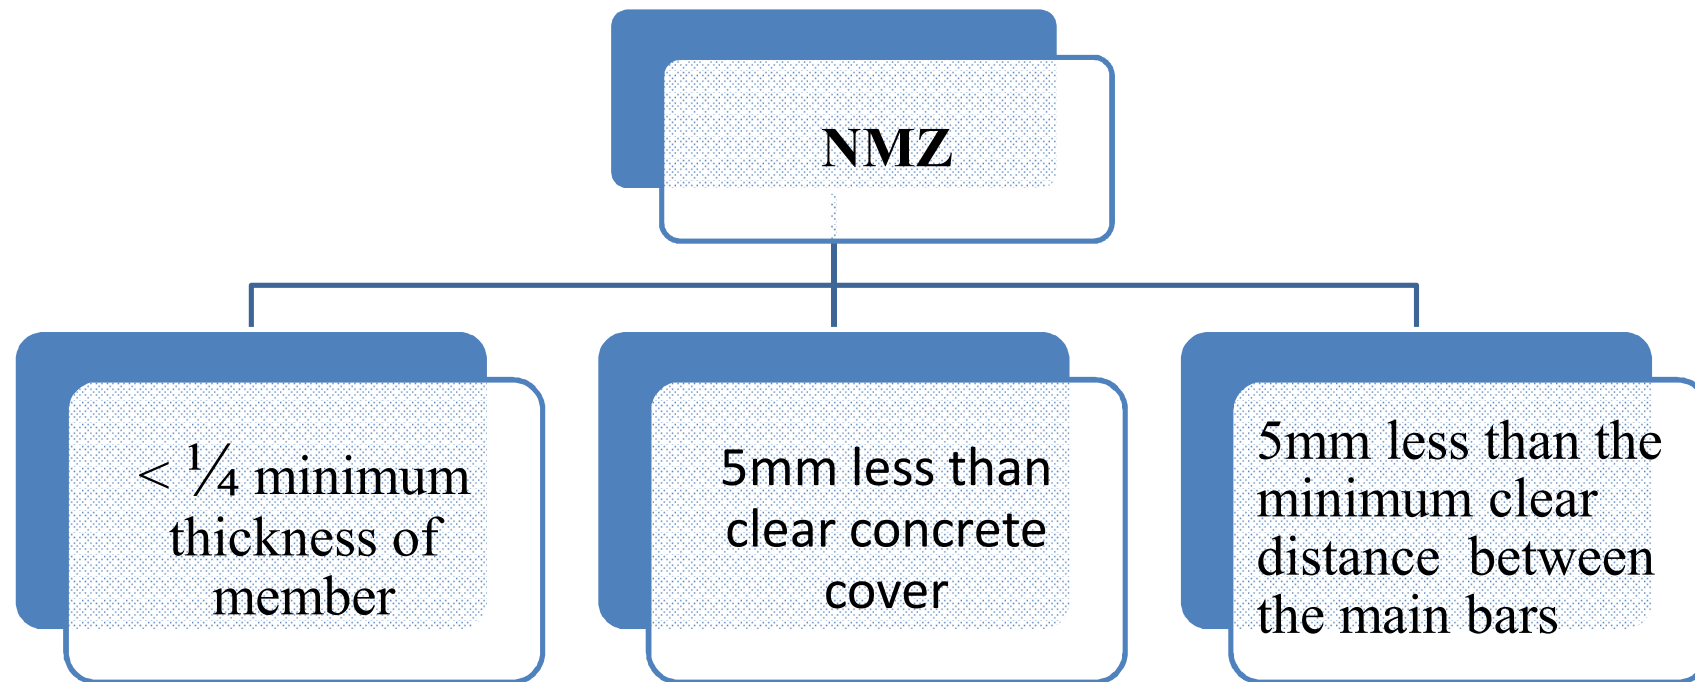 NMZ
< ¼ minimum
thickness of
member
5mm less than
clear concrete
cover
5mm less than the
minimum clear
distance between
the main bars